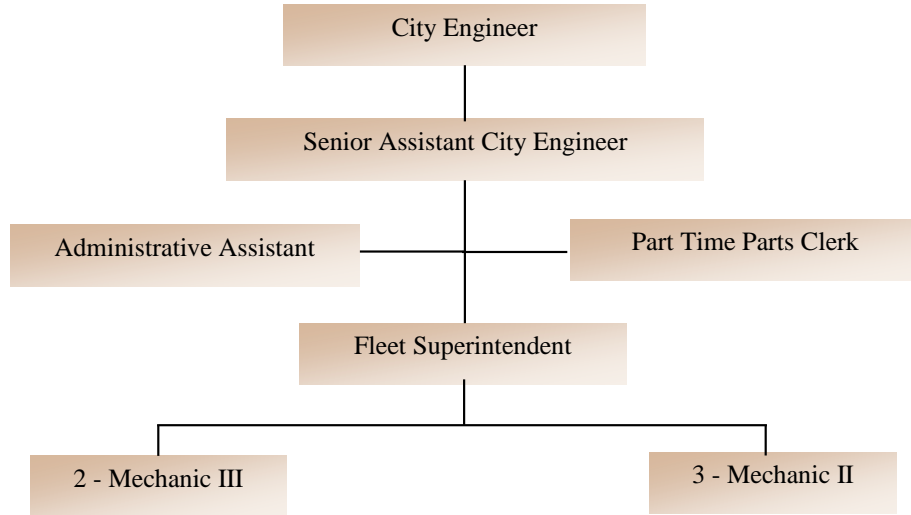 City Engineer
Senior Assistant City Engineer
Administrative Assistant
Part Time Parts Clerk
Fleet Superintendent
2 - Mechanic III
3 - Mechanic II